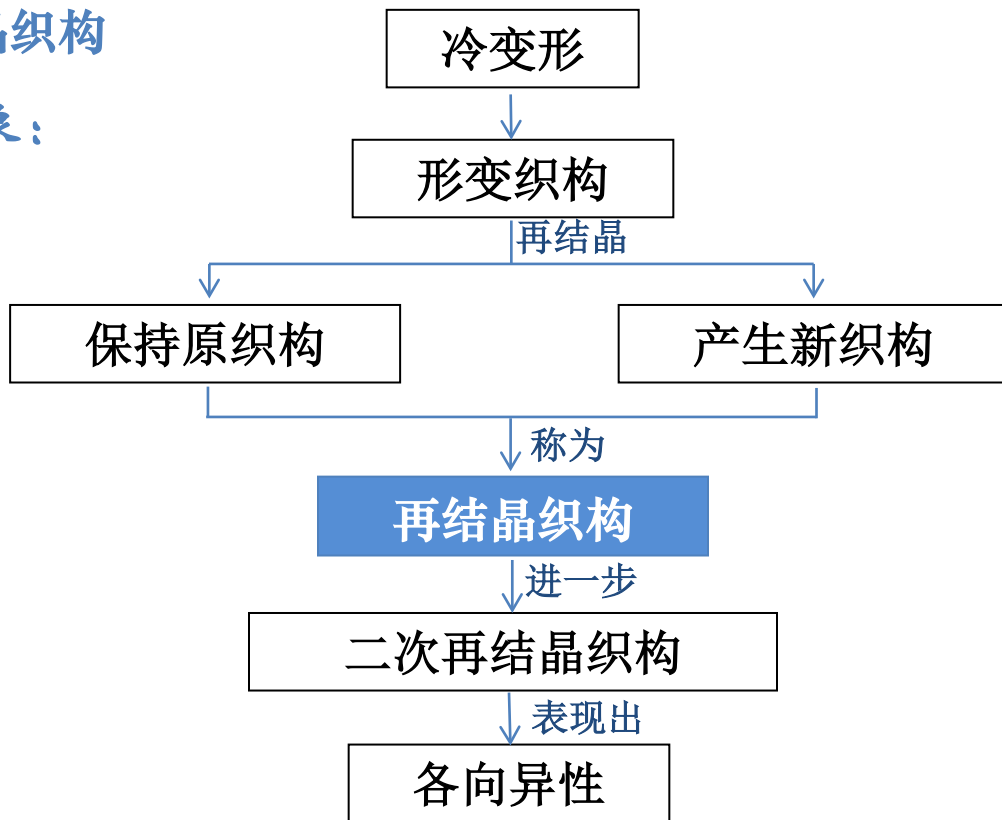 织构
冷变形
：
形变织构
再结晶
保持原织构
产生新织构
称为
再结晶织构
进一步
二次再结晶织构
表现出
各向异性